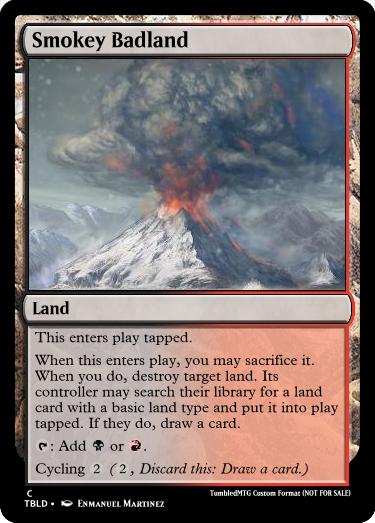 Smokey Badland
Land
This enters play tapped.
When this enters play, you may sacrifice it.
When you do, destroy target land. Its
controller may search their library for a land
card with a basic land type and put it into play
tapped. If they do, draw a card.
: Add or .
Cycling 2 (2, Discard this: Draw a card.)
C
TBLD • Enmanuel Martinez
TumbledMTG Custom Format (NOT FOR SALE)